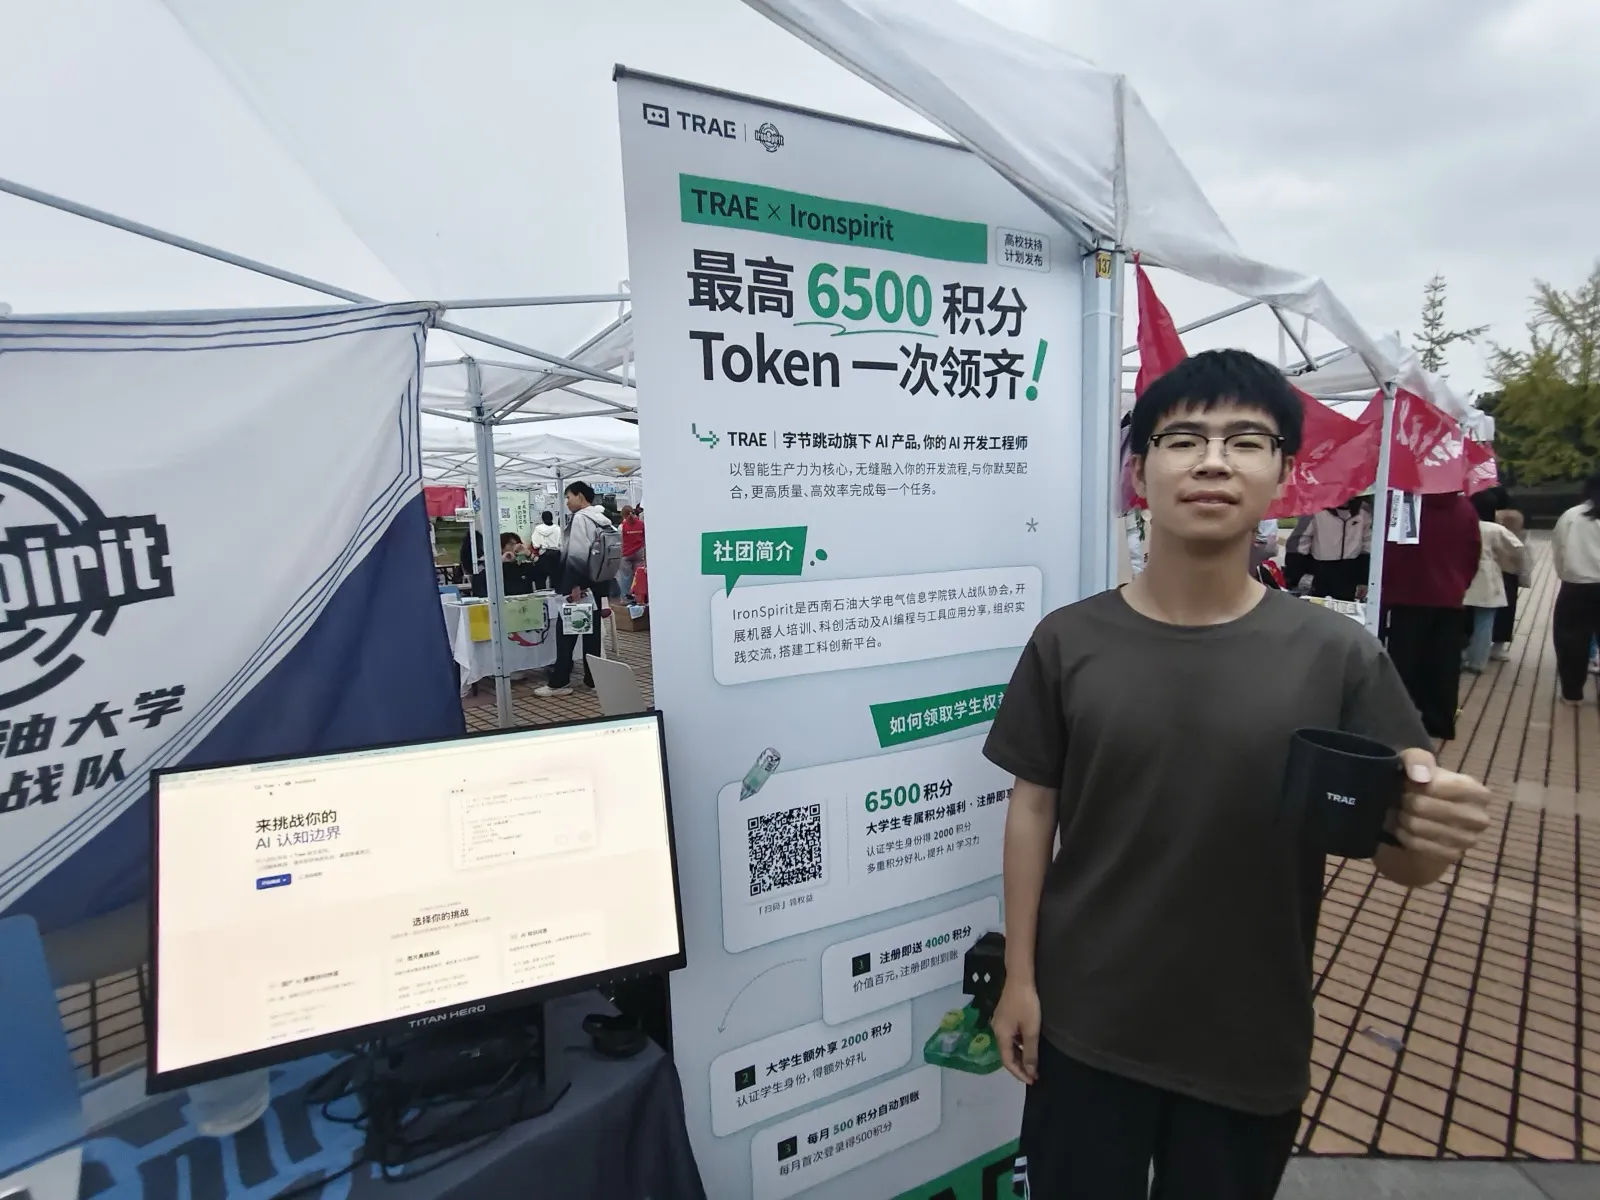 TRAE
Ironspirit
TRAE × Ironspirit
高校扶持
计划发布
最高 6500 积分
Token 一次领齐!
TRAE | 字节跳动旗下 AI 产品,你的 AI 开发工程师
以智能生产力为核心,无缝融入你的开发流程,与你默契配
合,更高质量、高效率完成每一个任务。
社团简介
IronSpirit是西南石油大学电气信息学院铁人战队协会,开
展机器人培训、科创活动及AI编程与工具应用分享,组织实
践交流,搭建工科创新平台。
如何领取学生权益
6500 积分
大学生专属积分福利·注册即享
认证学生身份得 2000 积分
多重积分好礼,提升 AI 学习力
「扫码」领权益
1 注册即送 4000 积分
价值百元,注册即刻到账
2 大学生额外享 2000 积分
认证学生身份,得额外好礼
3 每月 500 积分自动到账
每月首次登录得500积分
137
TRAE
pirit
油大学
战队
来挑战你的
AI 认知边界
选择你的挑战
TITAN HERO